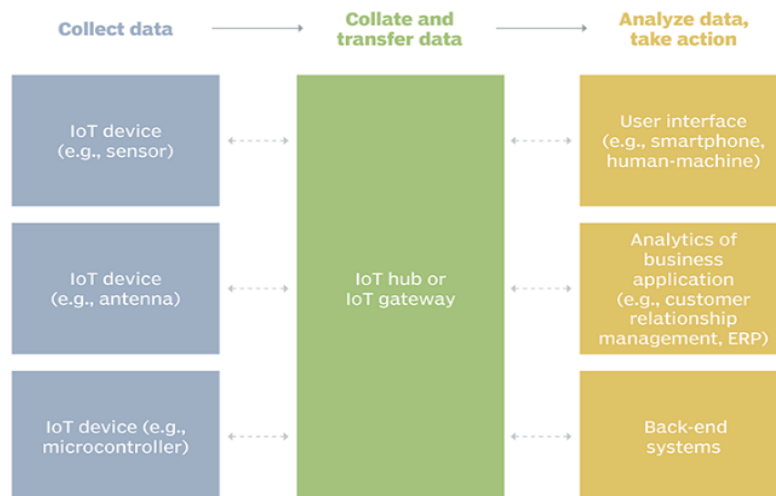 Collect data
Collate and
transfer data
Analyze data,
take action
IoT device
(e.g., sensor)
IoT device
(e.g., antenna)
IoT device (e.g.,
microcontroller)
IoT hub or
IoT gateway
User interface
(e.g., smartphone,
human-machine)
Analytics of
business
application
(e.g., customer
relationship
management, ERP)
Back-end
systems